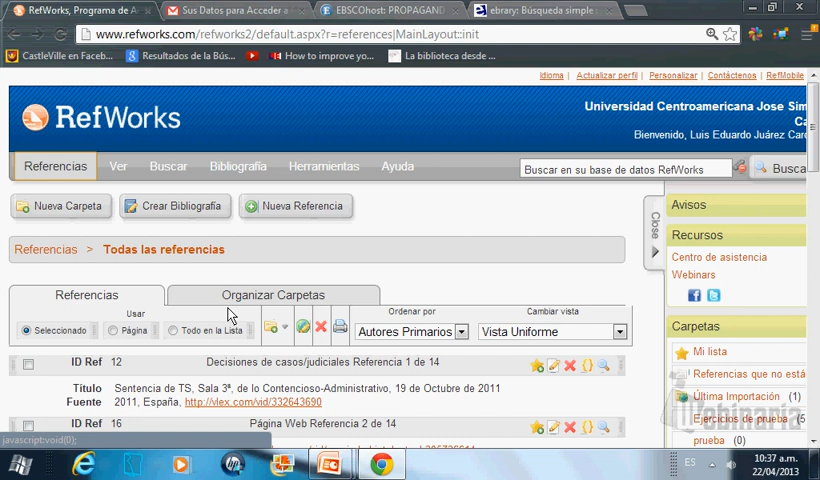 RefWorks, Programa de A
Sus Datos para Acceder a
EBSCOhost: PROPAGAND
ebrary: Búsqueda simple
www.refworks.com/refworks2/default.aspx?r=references|MainLayout::init
CastleVille en Faceb...
Resultados de la Bús...
How to improve yo...
La biblioteca desde ...
Idioma | Actualizar perfil | Personalizar | Contáctenos | RefMobile
RefWorks
Universidad Centroamericana Jose Sim
Ca
Bienvenido, Luis Eduardo Juárez Car
Referencias Ver Buscar Bibliografía Herramientas Ayuda
Buscar en su base de datos RefWorks
Busca
Nueva Carpeta
Crear Bibliografía
Nueva Referencia
Close
Avisos
Recursos
Centro de asistencia
Webinars
Referencias > Todas las referencias
Referencias
Organizar Carpetas
Usar
Seleccionado
Página
Todo en la Lista
Ordenar por
Autores Primarios
Cambiar vista
Vista Uniforme
Carpetas
Mi lista
Referencias que no está
Última Importación (1)
Ejercicios de prueba (5
prueba (0)
ID Ref 12 Decisiones de casos/judiciales Referencia 1 de 14
Título Sentencia de TS, Sala 3ª, de lo Contencioso-Administrativo, 19 de Octubre de 2011
Fuente 2011, España, http://vlex.com/vid/332643690
ID Ref 16 Página Web Referencia 2 de 14
Webinaria
javascript:void(0);
ES
10:37 a.m.
22/04/2013